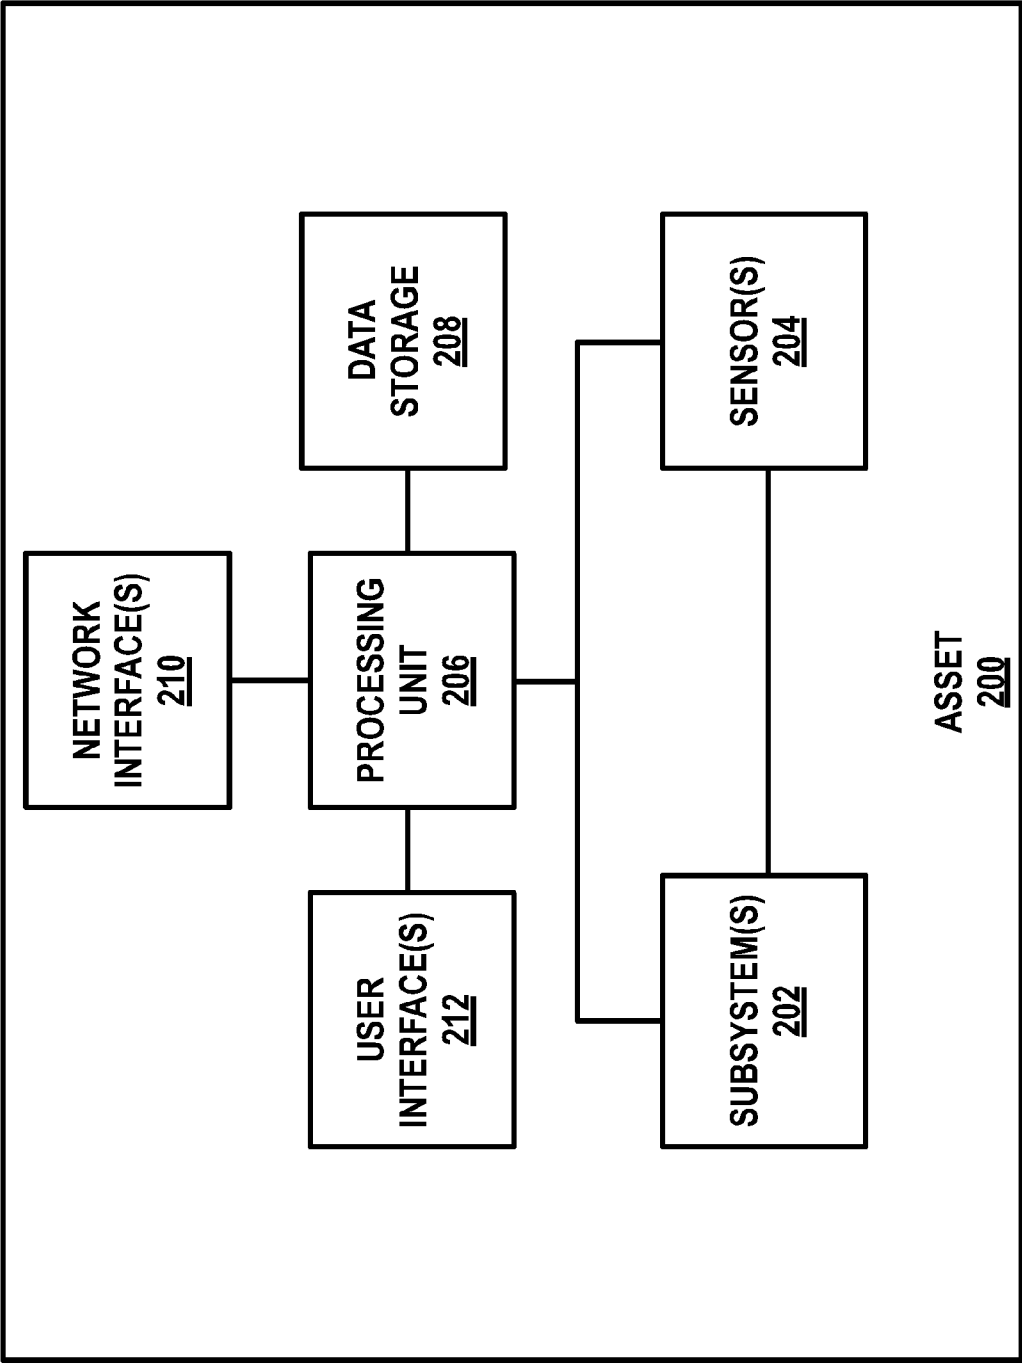 NETWORK
INTERFACE(S)
210
USER
INTERFACE(S)
212
PROCESSING
UNIT
206
DATA
STORAGE
208
SUBSYSTEM(S)
202
SENSOR(S)
204
ASSET
200